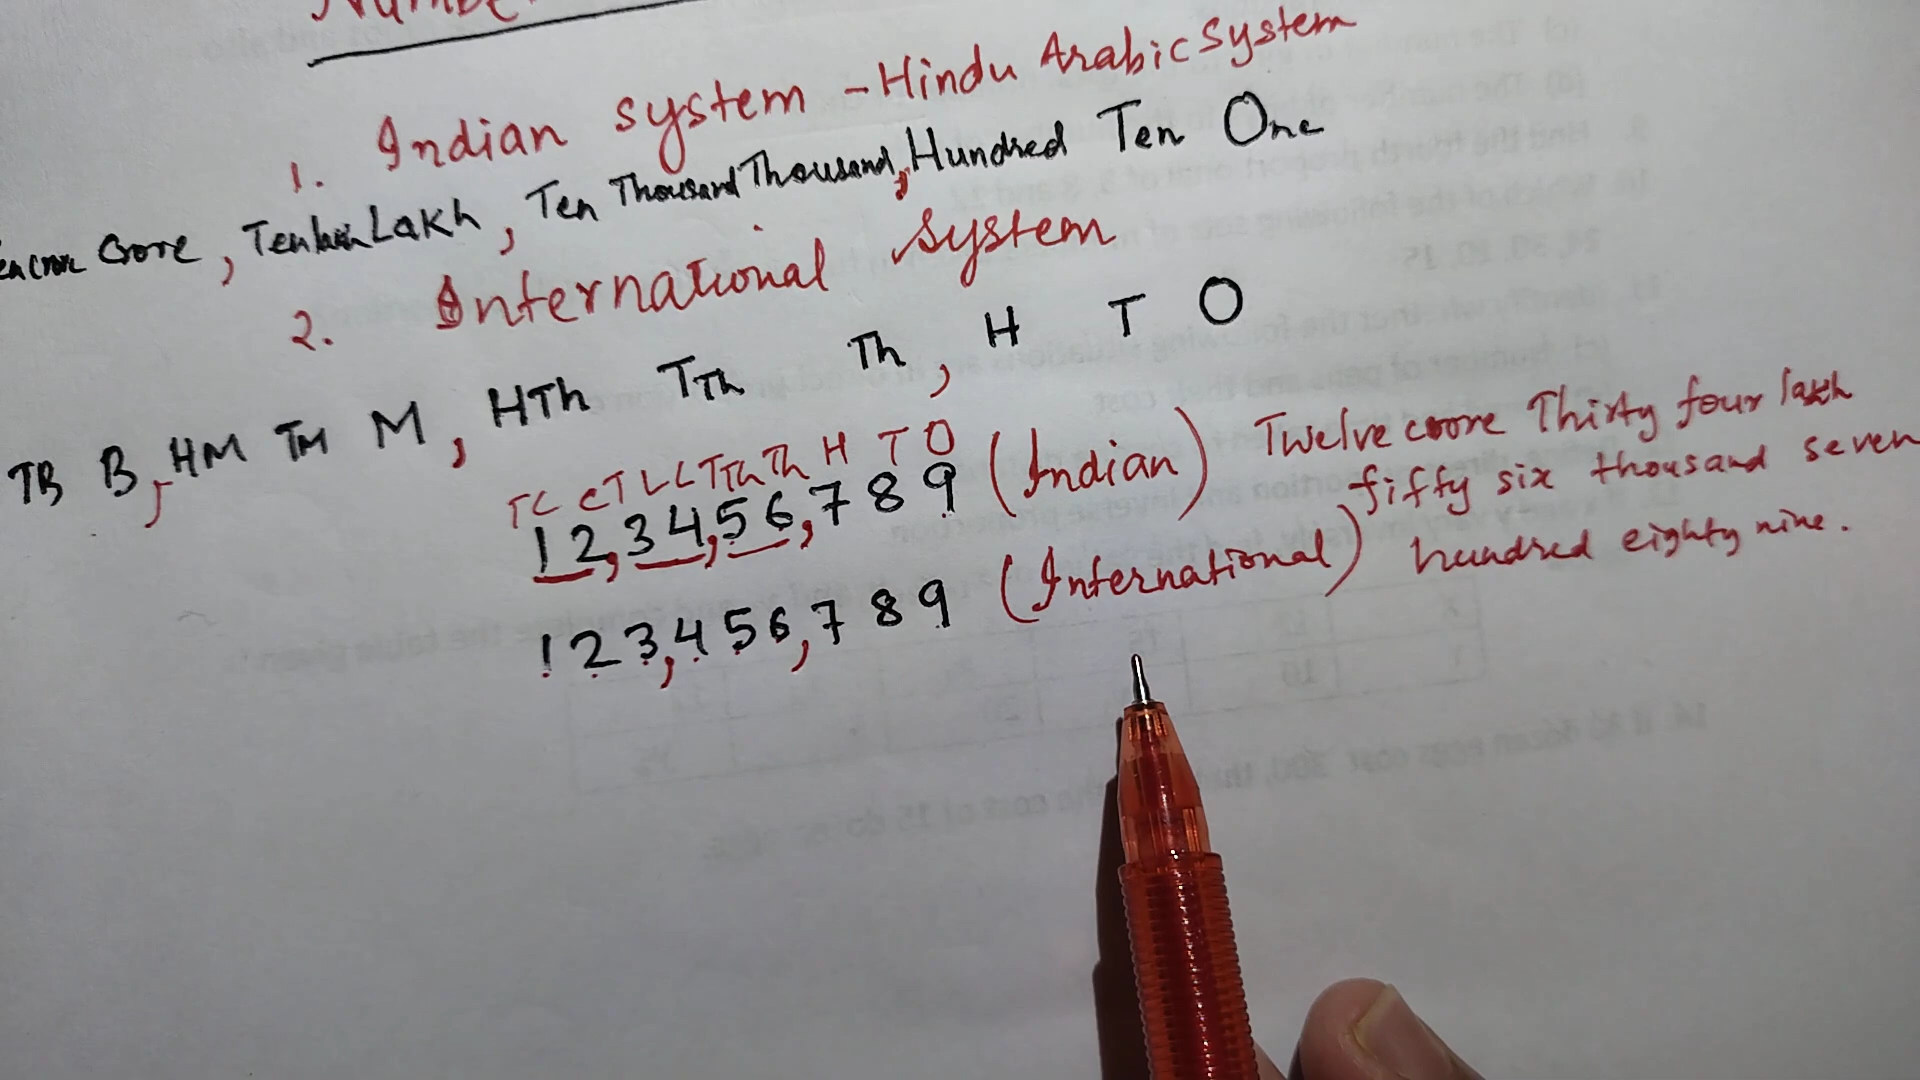 1. Indian system - Hindu Arabic System
Crore, Ten lakh Lakh, Ten Thousand Thousand, Hundred Ten One
2. International System
TB B, HM TM M, HTh TTh Th, H T O
TC C TL L TTh Th H T O
12,34,56,789 (Indian) Twelve crore Thirty four lakh
fifty six thousand seven
123,456,789 (International) hundred eighty nine.